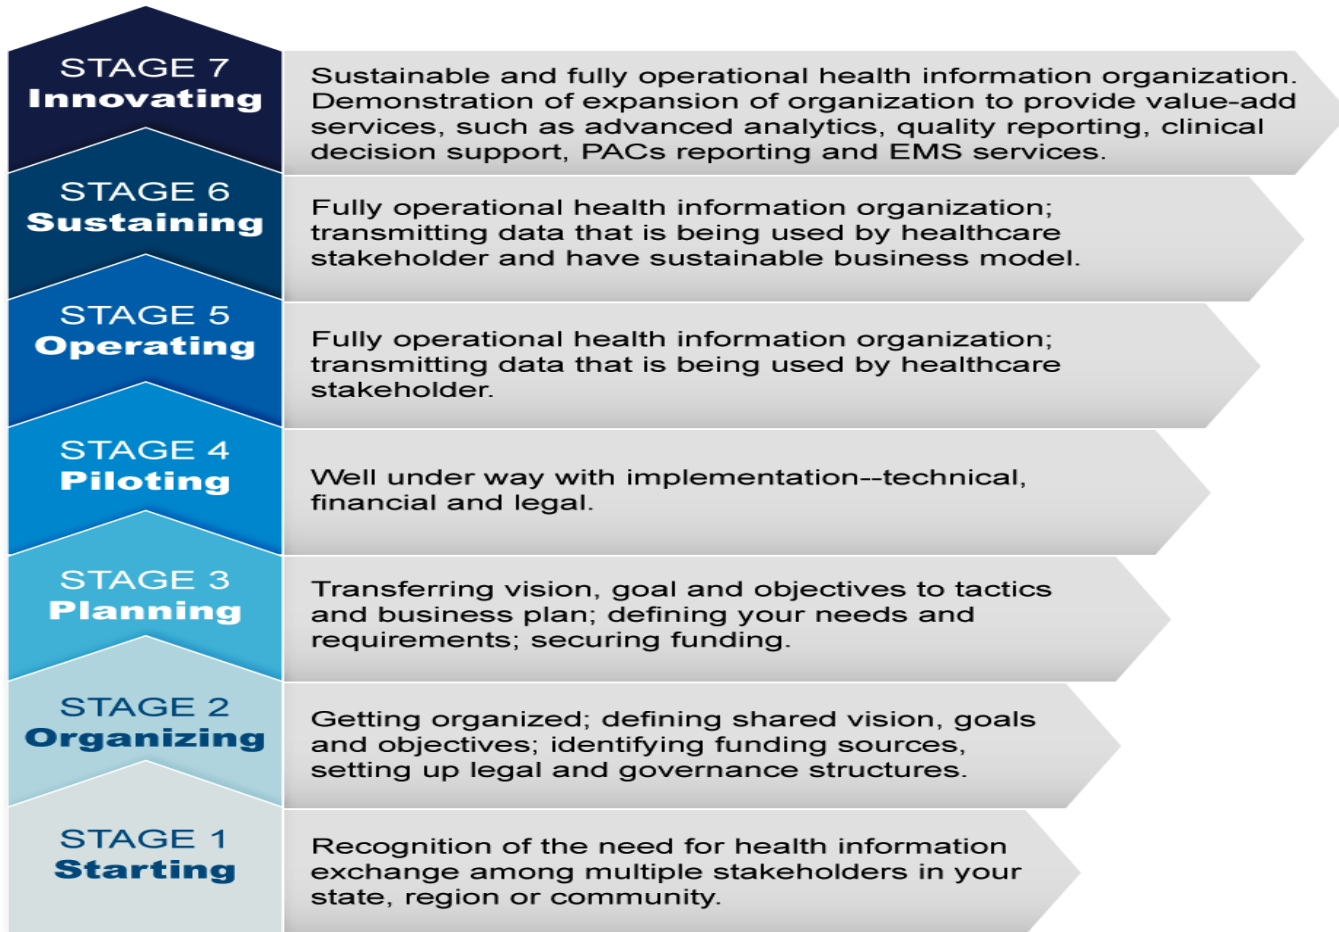 STAGE 7
Innovating
Sustainable and fully operational health information organization.
Demonstration of expansion of organization to provide value-add
services, such as advanced analytics, quality reporting, clinical
decision support, PACs reporting and EMS services.
STAGE 6
Sustaining
Fully operational health information organization;
transmitting data that is being used by healthcare
stakeholder and have sustainable business model.
STAGE 5
Operating
Fully operational health information organization;
transmitting data that is being used by healthcare
stakeholder.
STAGE 4
Piloting
Well under way with implementation--technical,
financial and legal.
STAGE 3
Planning
Transferring vision, goal and objectives to tactics
and business plan; defining your needs and
requirements; securing funding.
STAGE 2
Organizing
Getting organized; defining shared vision, goals
and objectives; identifying funding sources,
setting up legal and governance structures.
STAGE 1
Starting
Recognition of the need for health information
exchange among multiple stakeholders in your
state, region or community.